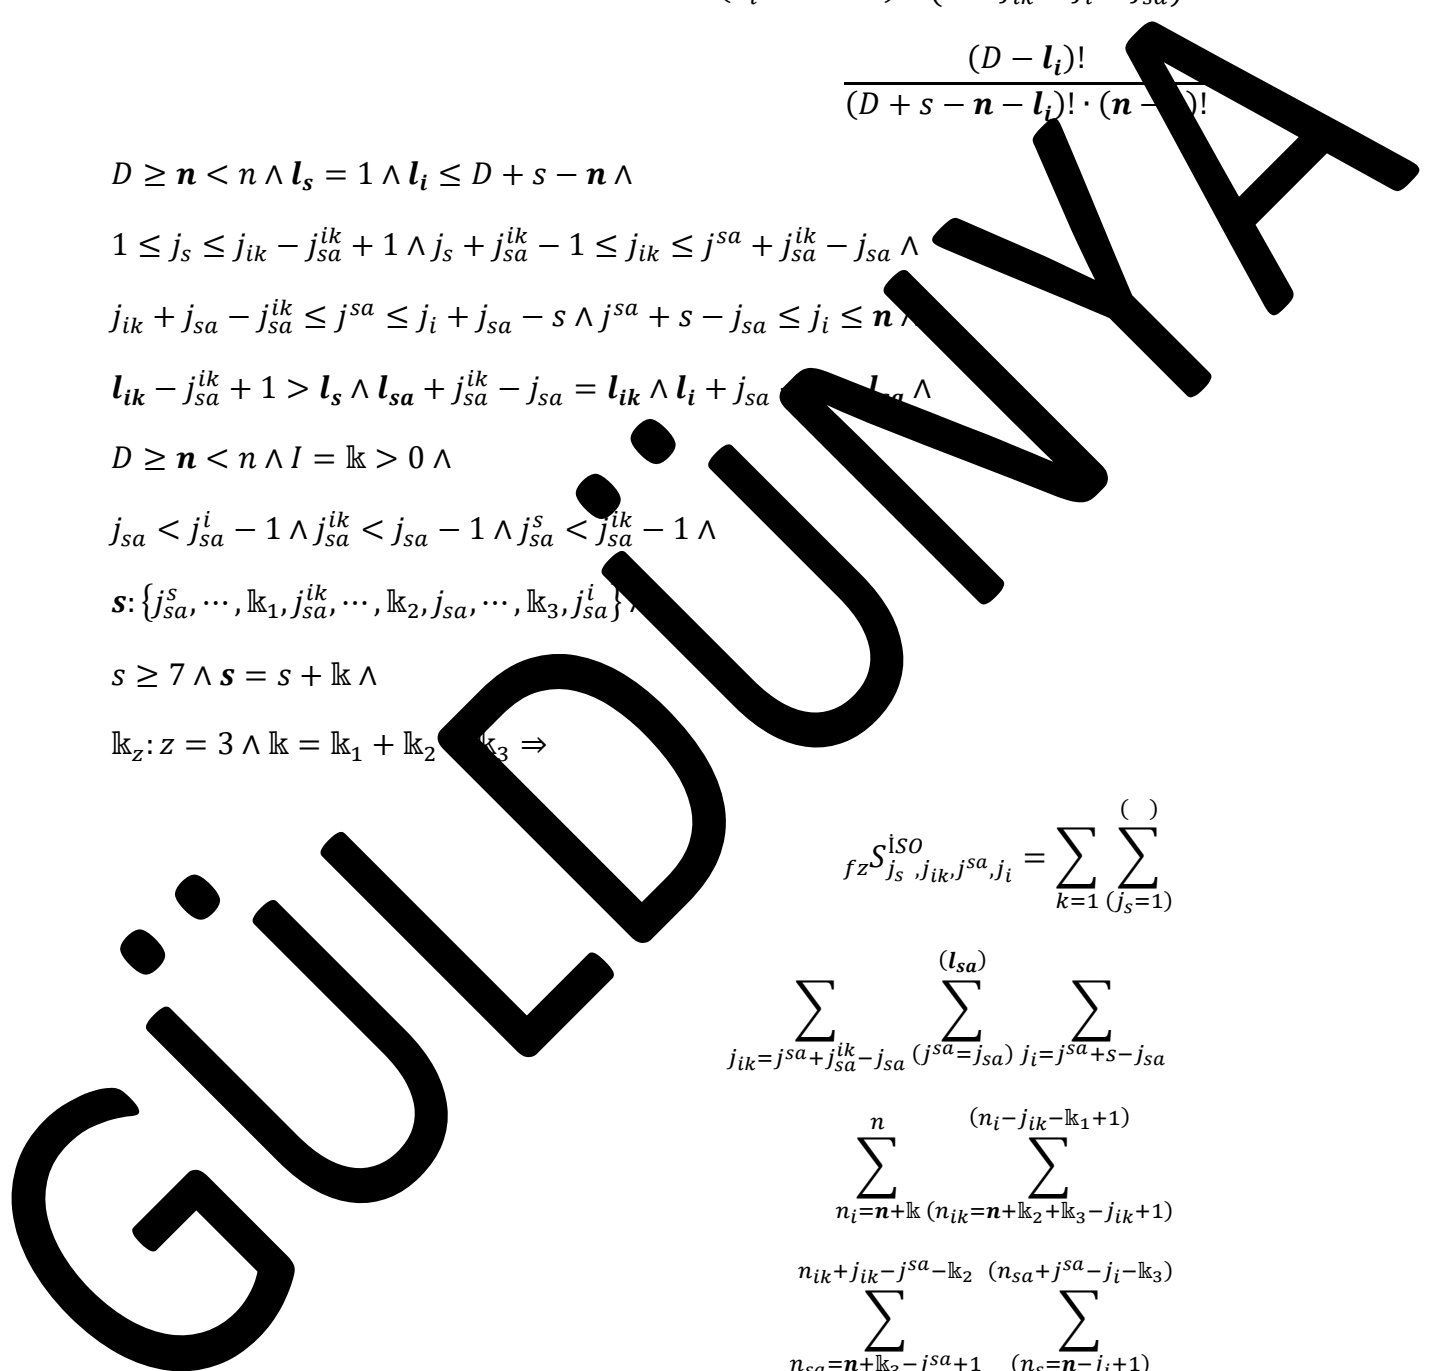 (D − l_i)!
(D + s − n − l_i)! · (n − )!
D ≥ n < n ∧ l_s = 1 ∧ l_i ≤ D + s − n ∧
1 ≤ j_s ≤ j_ik − j_sa^ik + 1 ∧ j_s + j_sa^ik − 1 ≤ j_ik ≤ j^sa + j_sa^ik − j_sa ∧
j_ik + j_sa − j_sa^ik ≤ j^sa ≤ j_i + j_sa − s ∧ j^sa + s − j_sa ≤ j_i ≤ n ∧
l_ik − j_sa^ik + 1 > l_s ∧ l_sa + j_sa^ik − j_sa = l_ik ∧ l_i + j_sa l_sa ∧
D ≥ n < n ∧ I = 𝕜 > 0 ∧
j_sa < j_sa^i − 1 ∧ j_sa^ik < j_sa − 1 ∧ j_sa^s < j_sa^ik − 1 ∧
s: {j_sa^s, ⋯ , 𝕜_1, j_sa^ik, ⋯ , 𝕜_2, j_sa, ⋯ , 𝕜_3, j_sa^i} ∧
s ≥ 7 ∧ s = s + 𝕜 ∧
𝕜_z: z = 3 ∧ 𝕜 = 𝕜_1 + 𝕜_2 𝕜_3 ⇒
( )
_fz S^İSO_{j_s ,j_ik,j^sa,j_i} = ∑ ∑
k=1 (j_s=1)
(l_sa)
∑ ∑ ∑
j_ik=j^sa+j_sa^ik−j_sa (j^sa=j_sa) j_i=j^sa+s−j_sa
n (n_i−j_ik−𝕜_1+1)
∑ ∑
n_i=n+𝕜 (n_ik=n+𝕜_2+𝕜_3−j_ik+1)
n_ik+j_ik−j^sa−𝕜_2 (n_sa+j^sa−j_i−𝕜_3)
∑ ∑
n_sa=n+𝕜_3−j^sa+1 (n_s=n−j_i+1)
GÜLDÜNYA